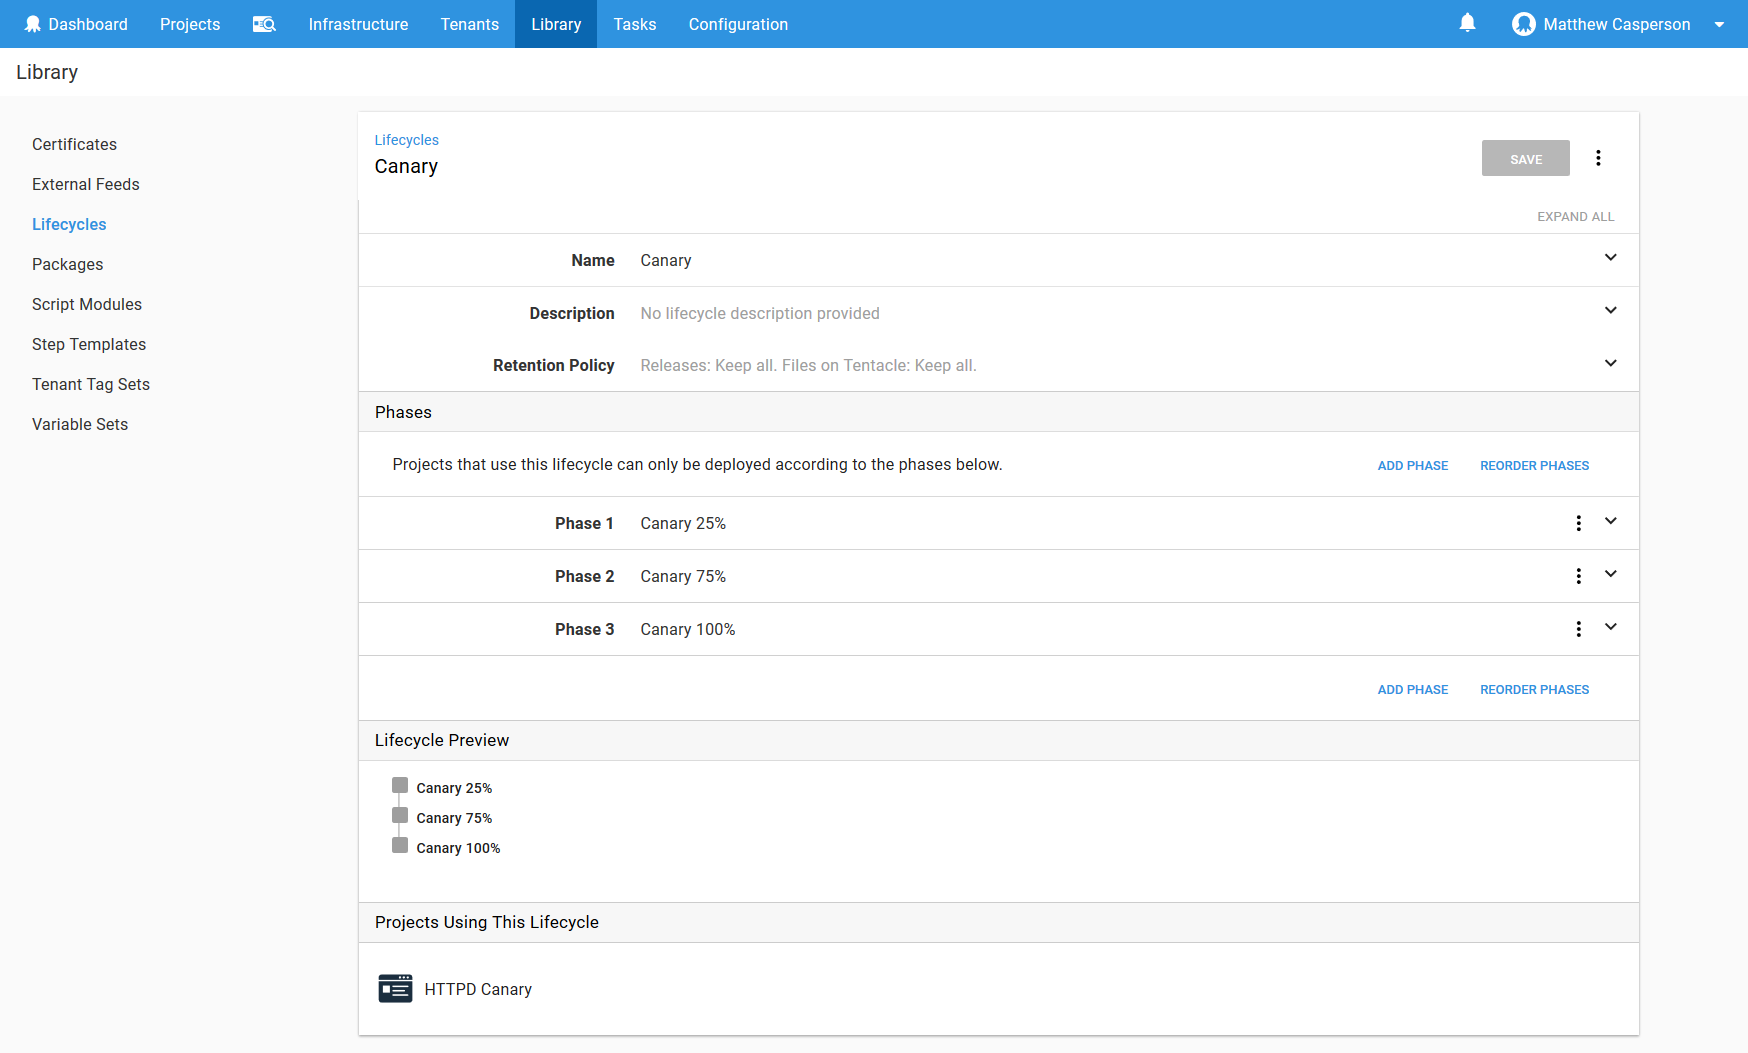 Dashboard Projects Infrastructure Tenants Library Tasks Configuration Matthew Casperson
Library
Certificates
External Feeds
Lifecycles
Packages
Script Modules
Step Templates
Tenant Tag Sets
Variable Sets
Lifecycles
Canary
SAVE
EXPAND ALL
Name Canary
Description No lifecycle description provided
Retention Policy Releases: Keep all. Files on Tentacle: Keep all.
Phases
Projects that use this lifecycle can only be deployed according to the phases below. ADD PHASE REORDER PHASES
Phase 1 Canary 25%
Phase 2 Canary 75%
Phase 3 Canary 100%
ADD PHASE REORDER PHASES
Lifecycle Preview
Canary 25%
Canary 75%
Canary 100%
Projects Using This Lifecycle
HTTPD Canary